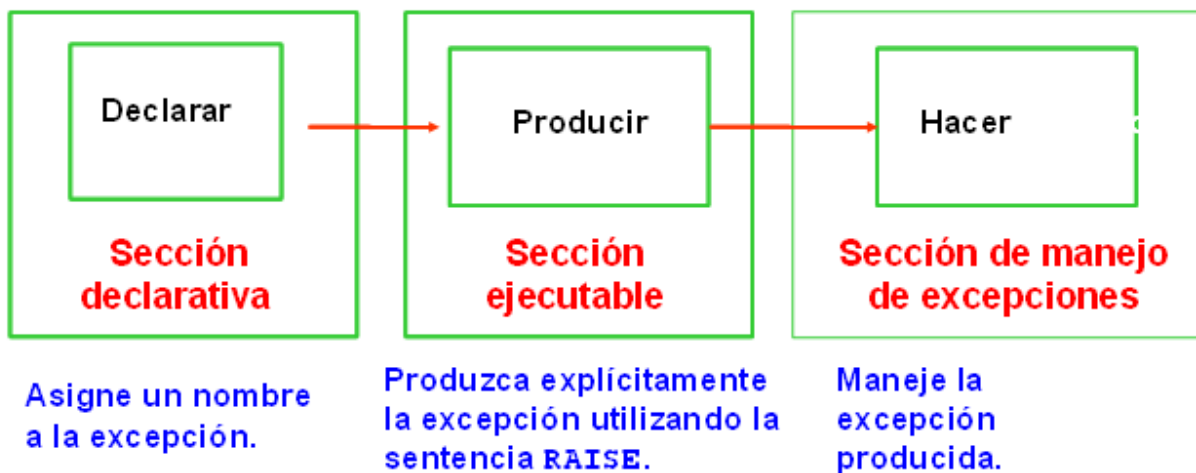 Declarar
Producir
Hacer
Sección
declarativa
Sección
ejecutable
Sección de manejo
de excepciones
Asigne un nombre
a la excepción.
Produzca explícitamente
la excepción utilizando la
sentencia RAISE.
Maneje la
excepción
producida.